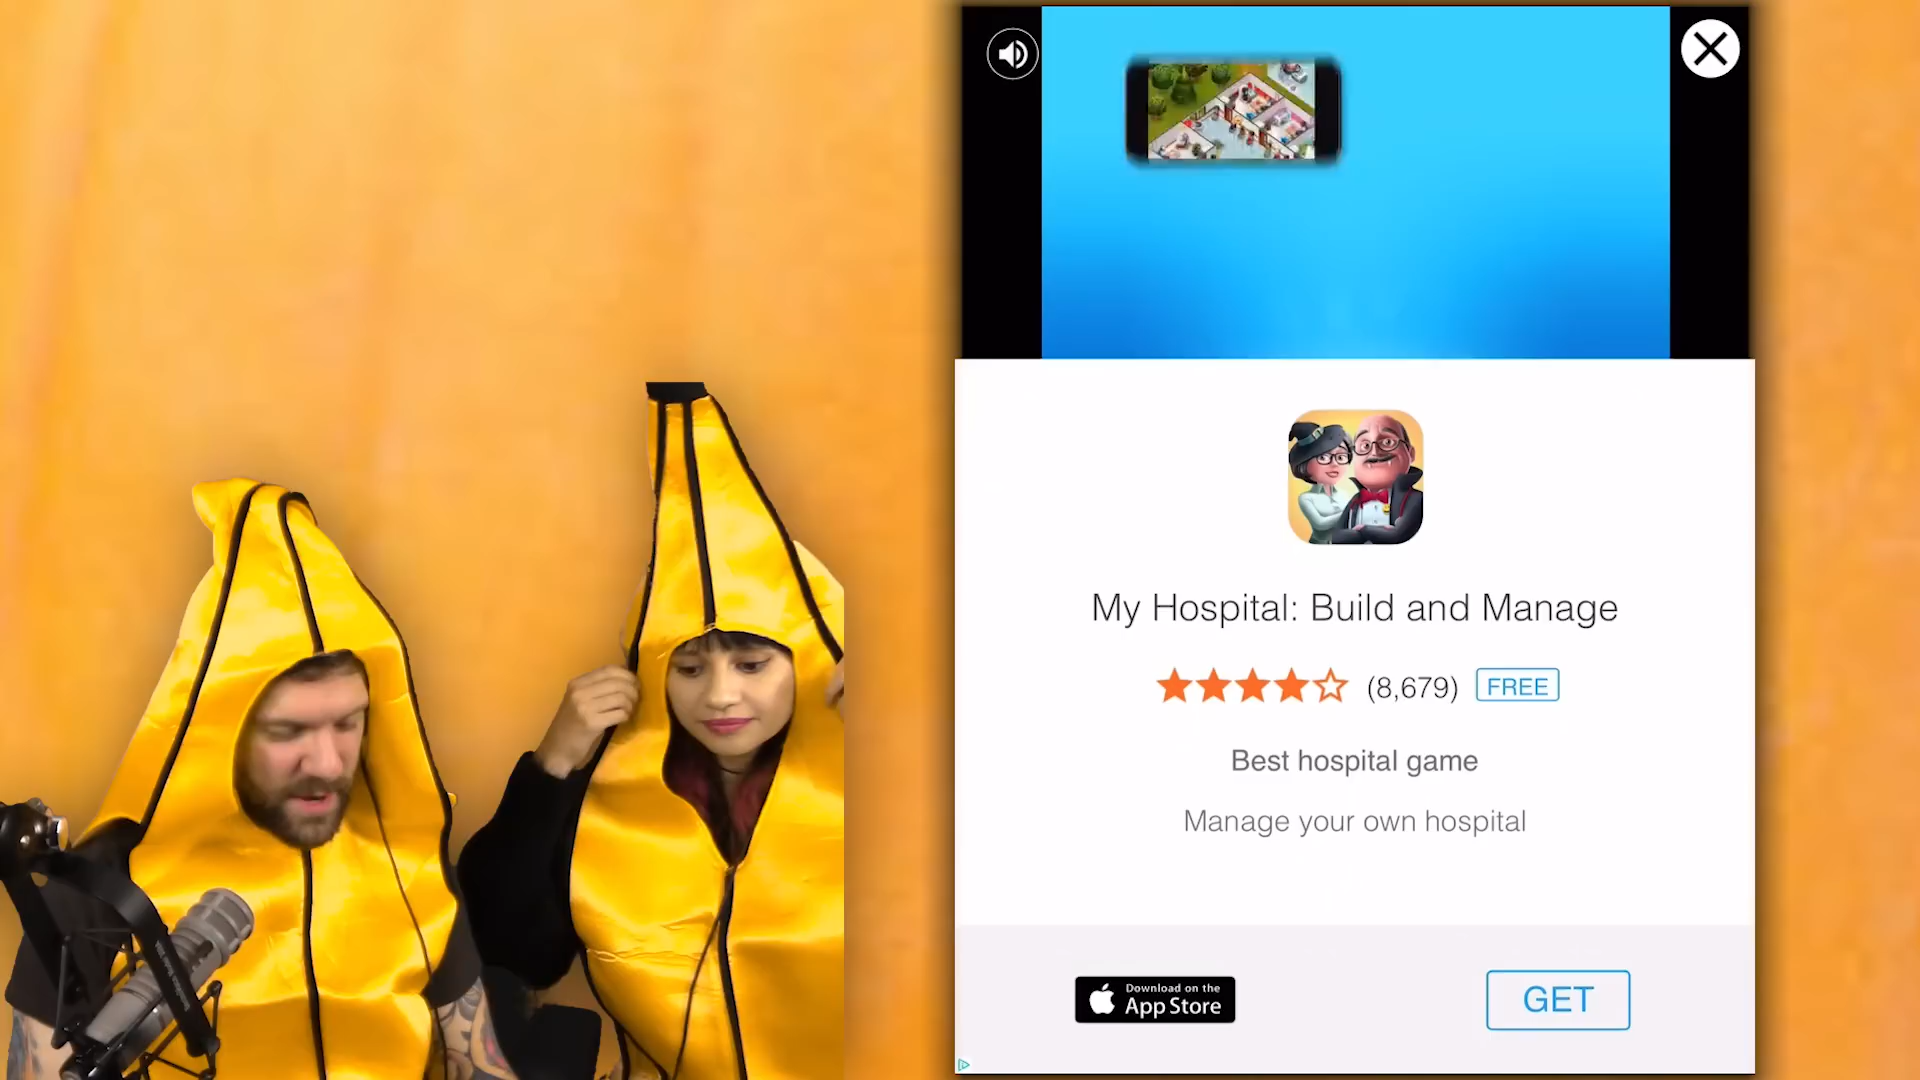 My Hospital: Build and Manage
(8,679) FREE
Best hospital game
Manage your own hospital
Download on the
App Store
GET